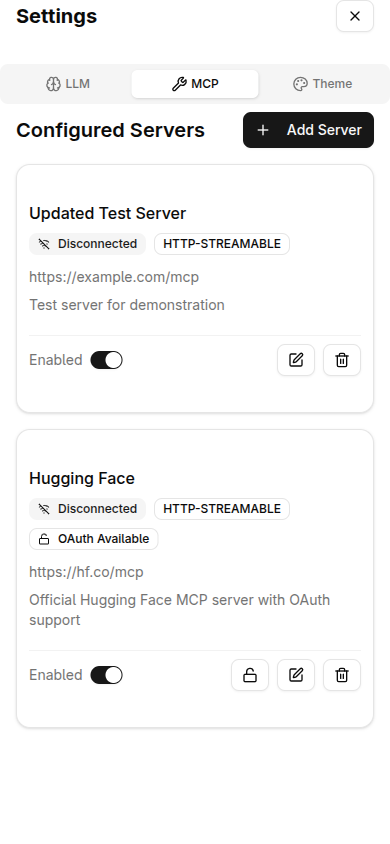 Settings
LLM
MCP
Theme
Configured Servers
Add Server
Updated Test Server
Disconnected
HTTP-STREAMABLE
https://example.com/mcp
Test server for demonstration
Enabled
Hugging Face
Disconnected
HTTP-STREAMABLE
OAuth Available
https://hf.co/mcp
Official Hugging Face MCP server with OAuth
support
Enabled